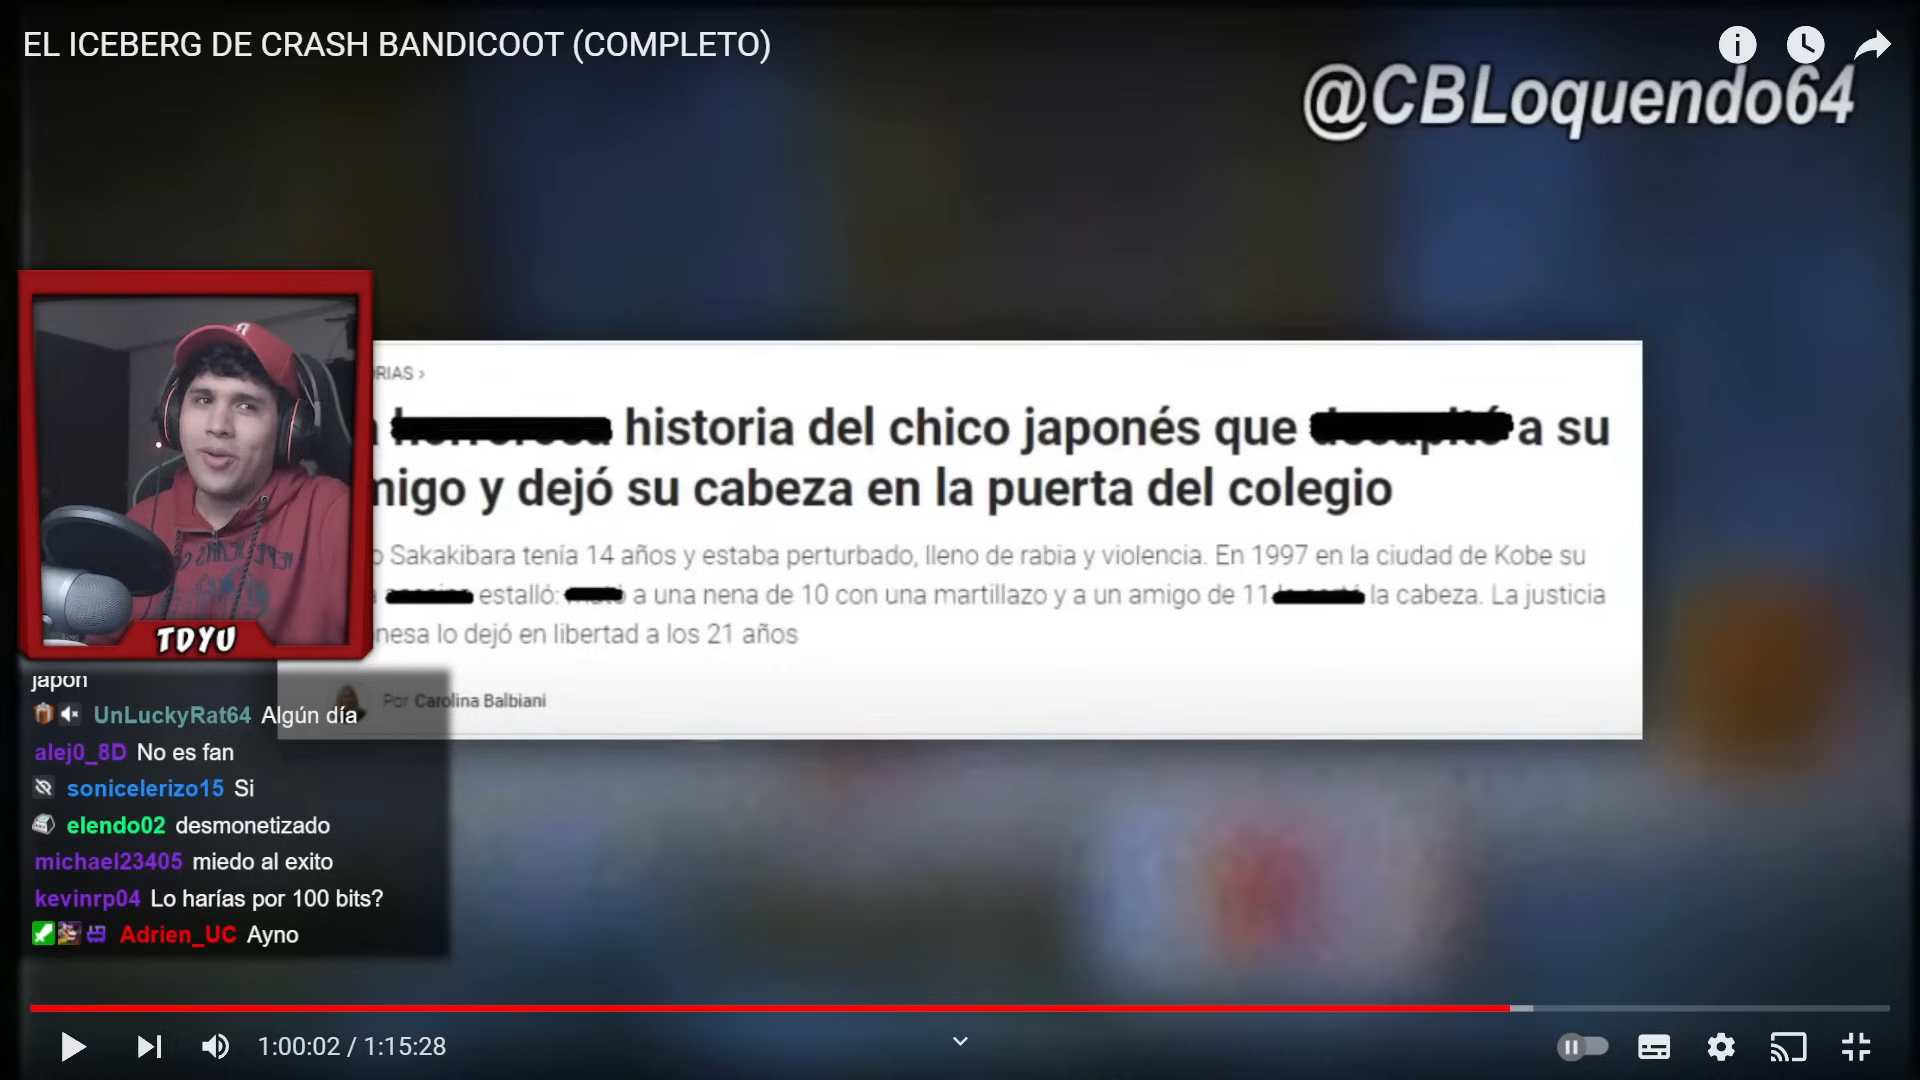 EL ICEBERG DE CRASH BANDICOOT (COMPLETO)
@CBLoquendo64
RIAS >
historia del chico japonés que a su
migo y dejó su cabeza en la puerta del colegio
o Sakakibara tenía 14 años y estaba perturbado, lleno de rabia y violencia. En 1997 en la ciudad de Kobe su
estalló: a una nena de 10 con una martillazo y a un amigo de 11 la cabeza. La justicia
nesa lo dejó en libertad a los 21 años
Por Carolina Balbiani
TDYU
japon
UnLuckyRat64 Algún día
alej0_8D No es fan
sonicelerizo15 Si
elendo02 desmonetizado
michael23405 miedo al exito
kevinrp04 Lo harías por 100 bits?
Adrien_UC Ayno
1:00:02 / 1:15:28